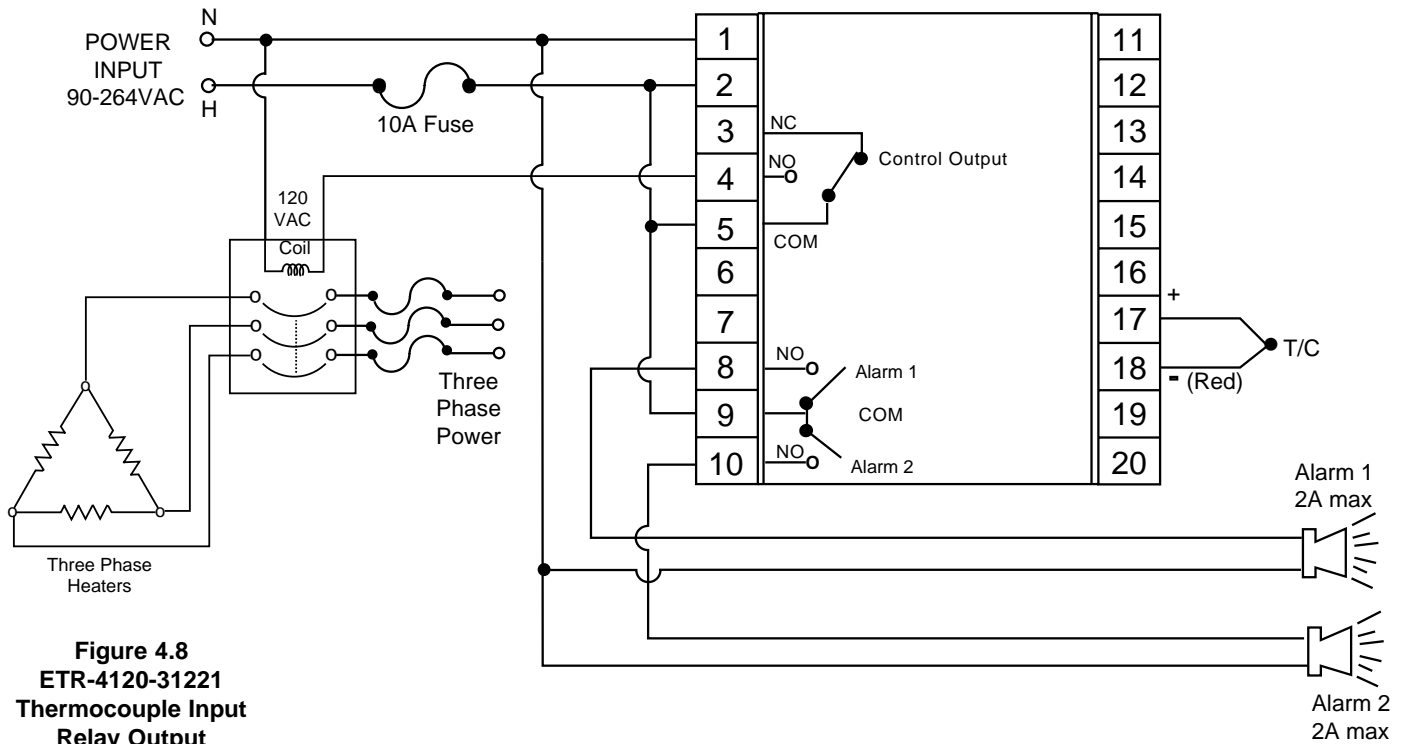 N
POWER
INPUT
90-264VAC
H
10A Fuse
120
VAC
Coil
Three
Phase
Power
Three Phase
Heaters
1
2
3
4
5
6
7
8
9
10
NC
NO
Control Output
COM
NO
Alarm 1
COM
NO
Alarm 2
11
12
13
14
15
16
17
18
19
20
+
T/C
- (Red)
Alarm 1
2A max
Alarm 2
2A max
Figure 4.8
ETR-4120-31221
Thermocouple Input
Relay Output